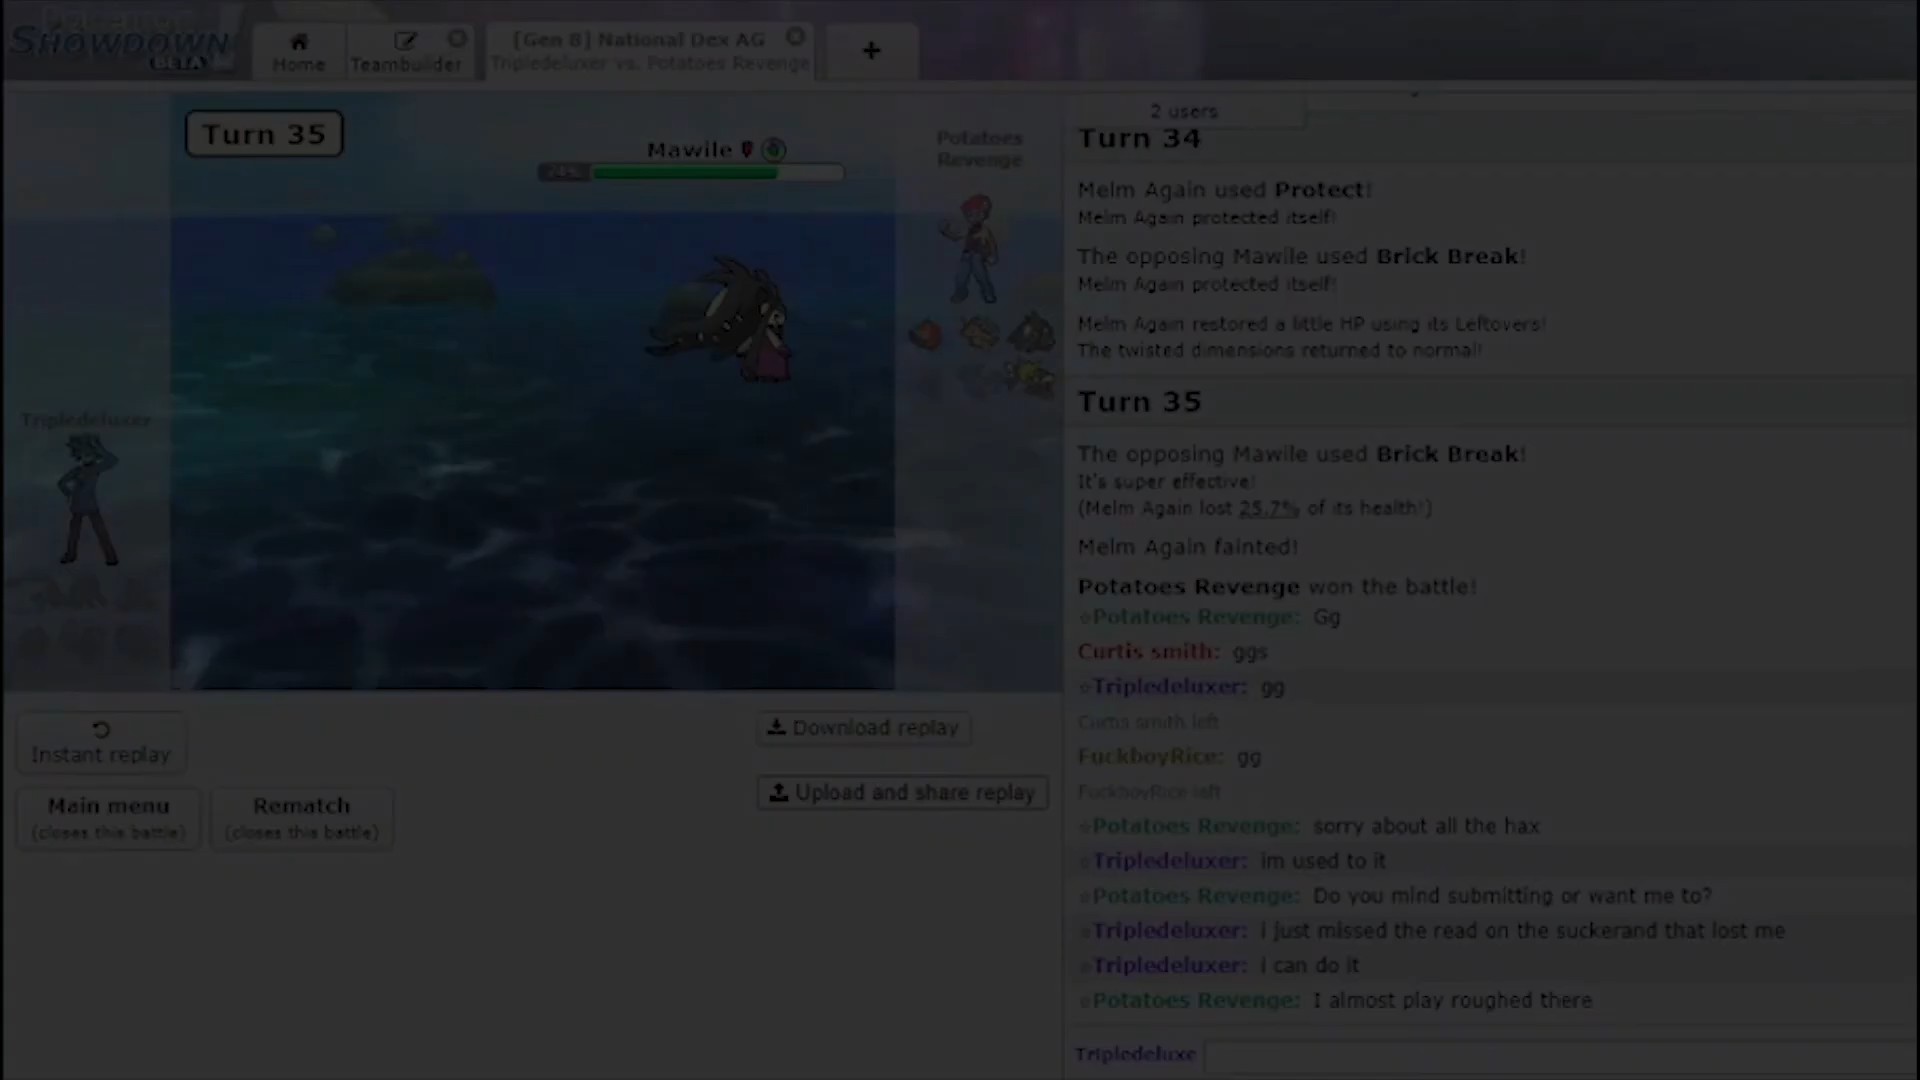 Pokémon
SHOWDOWN
BETA
Home
Teambuilder
[Gen 8] National Dex AG
Tripledeluxer vs. Potatoes Revenge
+
Turn 35
Mawile
74%
Potatoes
Revenge
Tripledeluxer
Instant replay
Download replay
Upload and share replay
Main menu
(closes this battle)
Rematch
(closes this battle)
2 users
Turn 34
Melm Again used Protect!
Melm Again protected itself!
The opposing Mawile used Brick Break!
Melm Again protected itself!
Melm Again restored a little HP using its Leftovers!
The twisted dimensions returned to normal!
Turn 35
The opposing Mawile used Brick Break!
It's super effective!
(Melm Again lost 25.7% of its health!)
Melm Again fainted!
Potatoes Revenge won the battle!
☆Potatoes Revenge: Gg
Curtis smith: ggs
☆Tripledeluxer: gg
Curtis smith left
FuckboyRice: gg
FuckboyRice left
☆Potatoes Revenge: sorry about all the hax
☆Tripledeluxer: im used to it
☆Potatoes Revenge: Do you mind submitting or want me to?
☆Tripledeluxer: i just missed the read on the suckerand that lost me
☆Tripledeluxer: i can do it
☆Potatoes Revenge: I almost play roughed there
Tripledeluxe